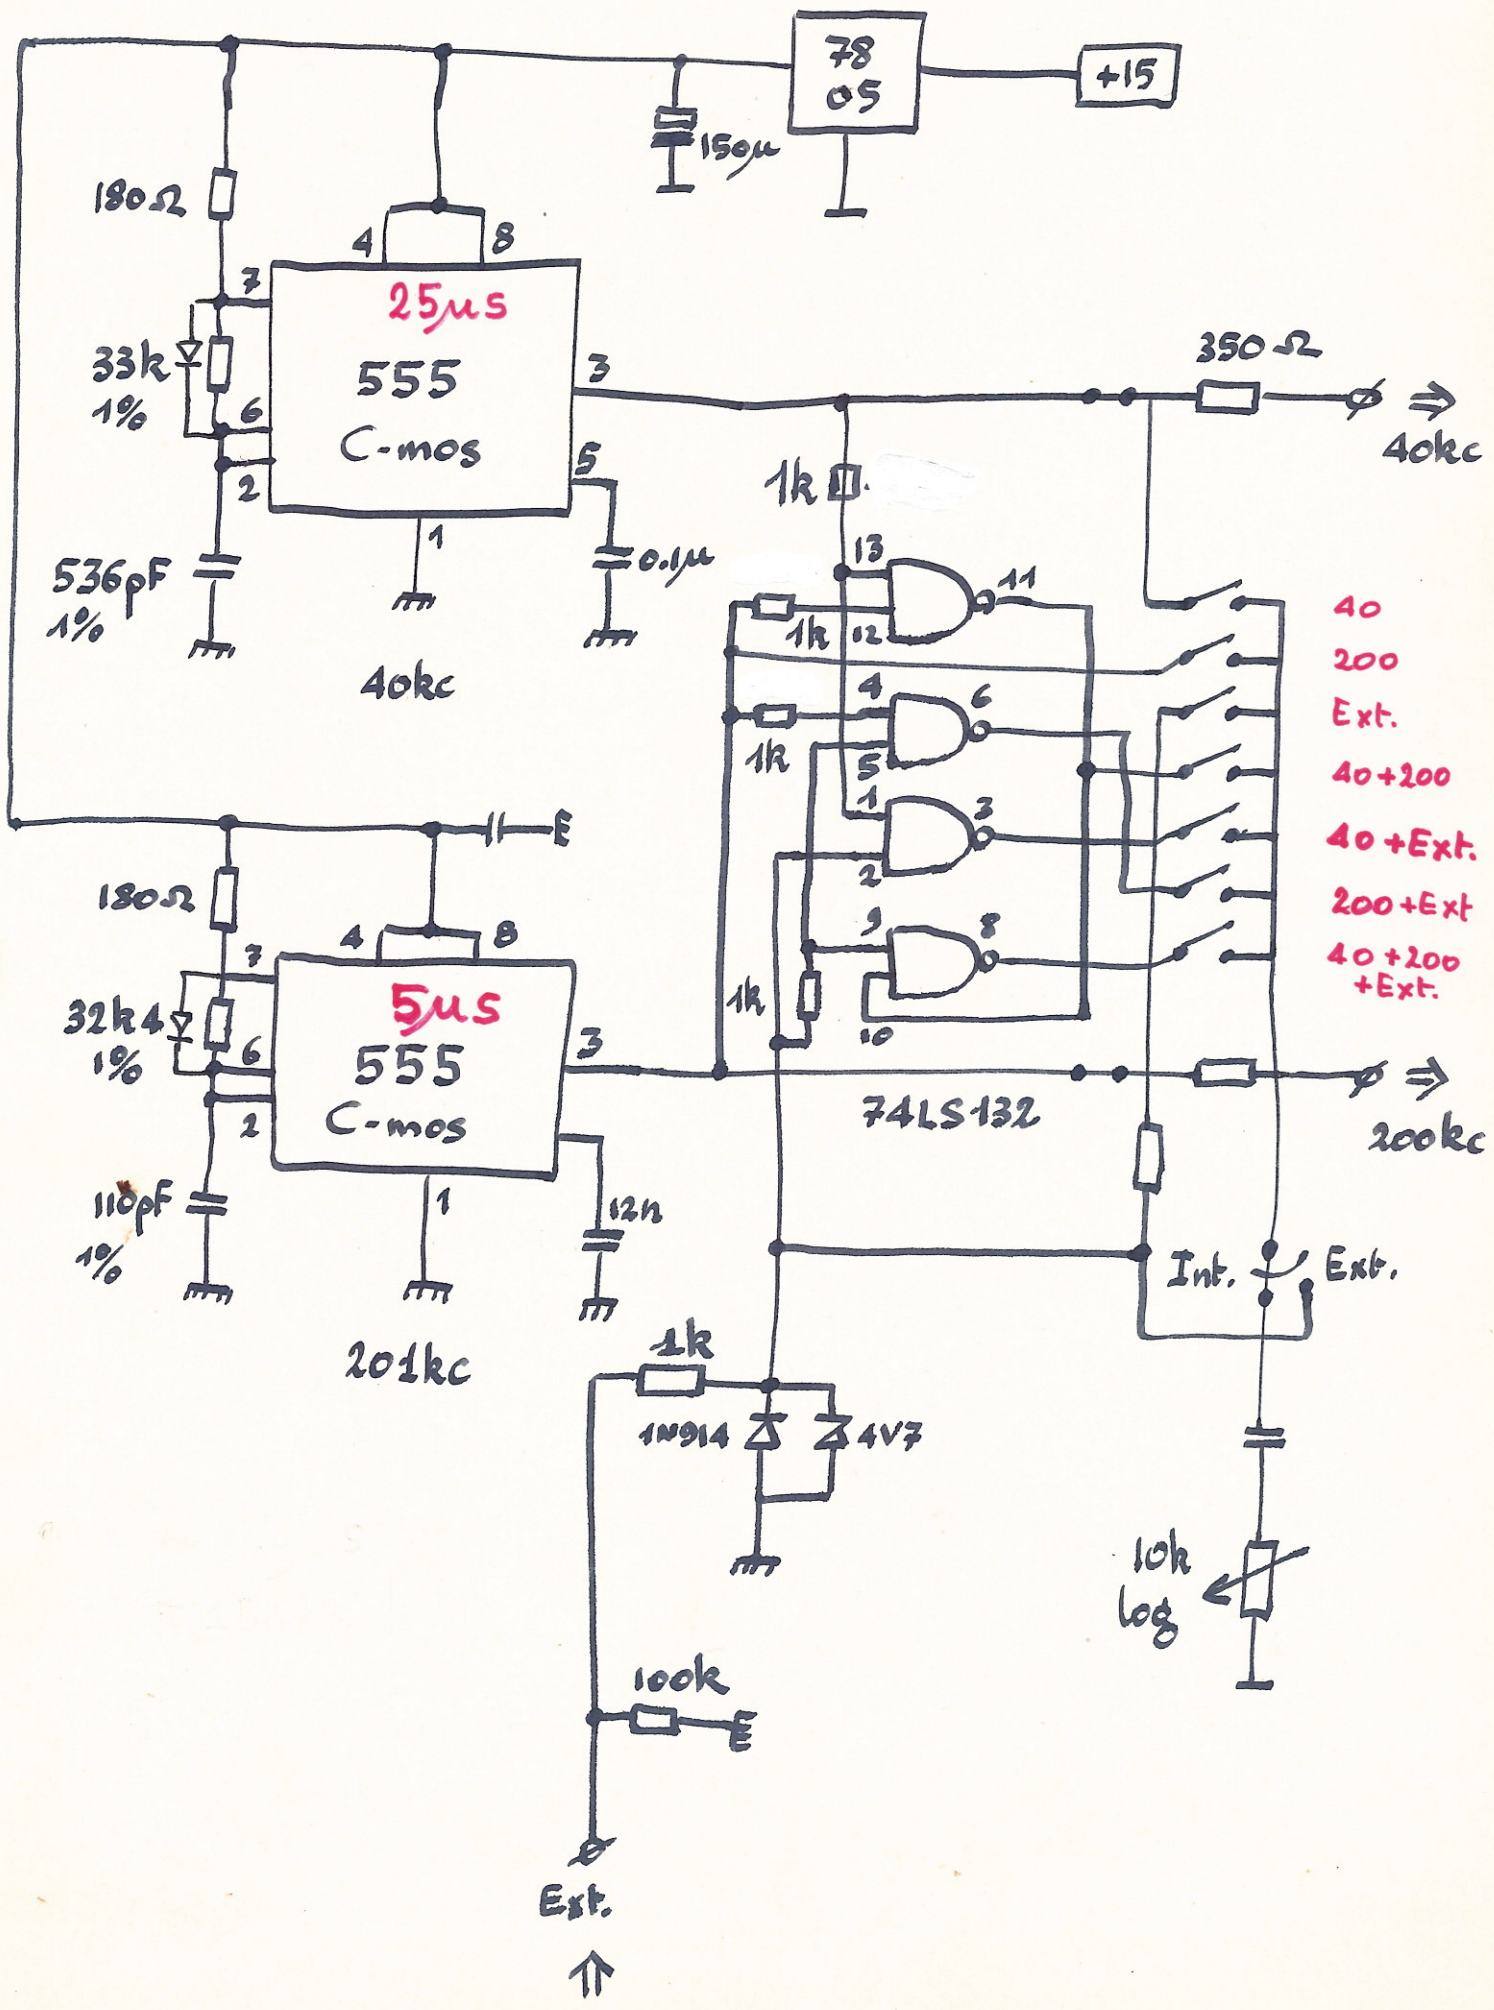 78
05
+15
150µ
180Ω
4
8
7
25µs
33k
1%
555
3
350Ω
6
C-mos
40kc
2
5
1k
1
13
11
536pF
1%
0.1µ
12
1k
40
40kc
200
4
6
Ext.
1k
5
40+200
1
3
40+Ext.
E
2
180Ω
200+Ext
4
8
9
8
7
40+200
+Ext.
5µs
1k
32k4
1%
10
555
3
6
C-mos
74LS132
2
200kc
110pF
1%
1
12n
Int.
Ext.
201kc
1k
1N914
4V7
10k
log
100k
E
Ext.